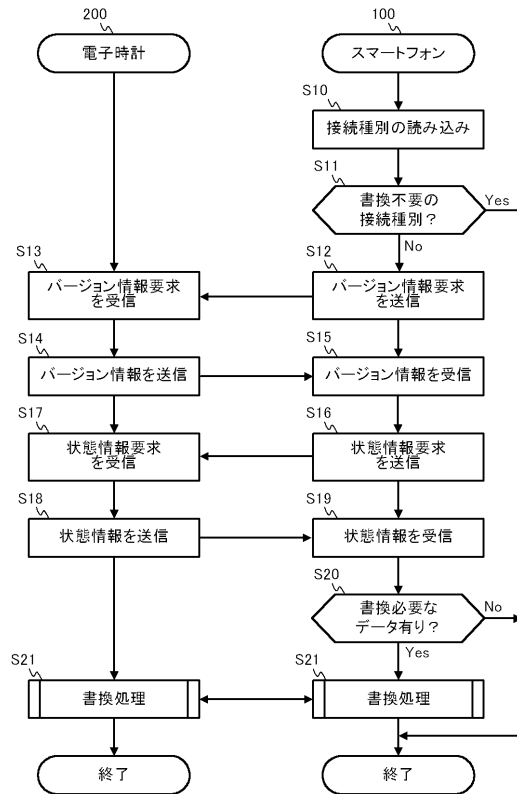 200
100
電子時計
スマートフォン
S10
接続種別の読み込み
S11
書換不要の
接続種別？
Yes
No
S13
S12
バージョン情報要求
を受信
バージョン情報要求
を送信
S14
S15
バージョン情報を送信
バージョン情報を受信
S17
S16
状態情報要求
を受信
状態情報要求
を送信
S18
S19
状態情報を送信
状態情報を受信
S20
書換必要な
データ有り？
No
Yes
S21
S21
書換処理
書換処理
終了
終了